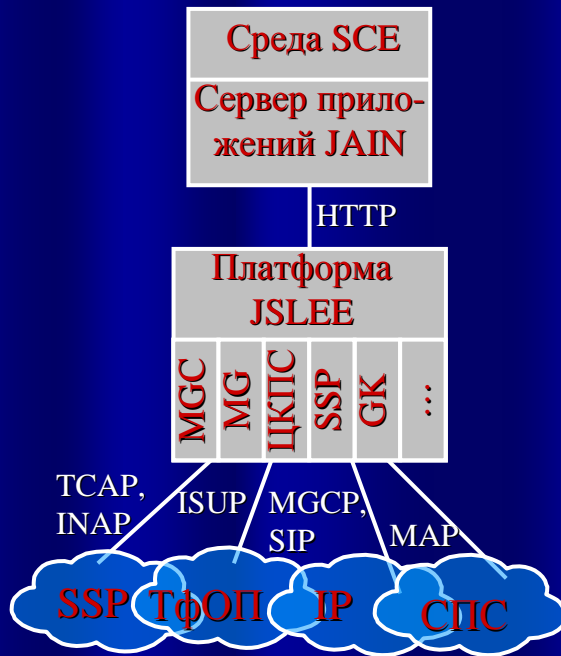 Среда SCE
Сервер прило-
жений JAIN
HTTP
Платформа
JSLEE
MGC
MG
ЦКПС
SSP
GK
...
TCAP,
INAP
ISUP
MGCP,
SIP
MAP
SSP
ТфОП
IP
СПС